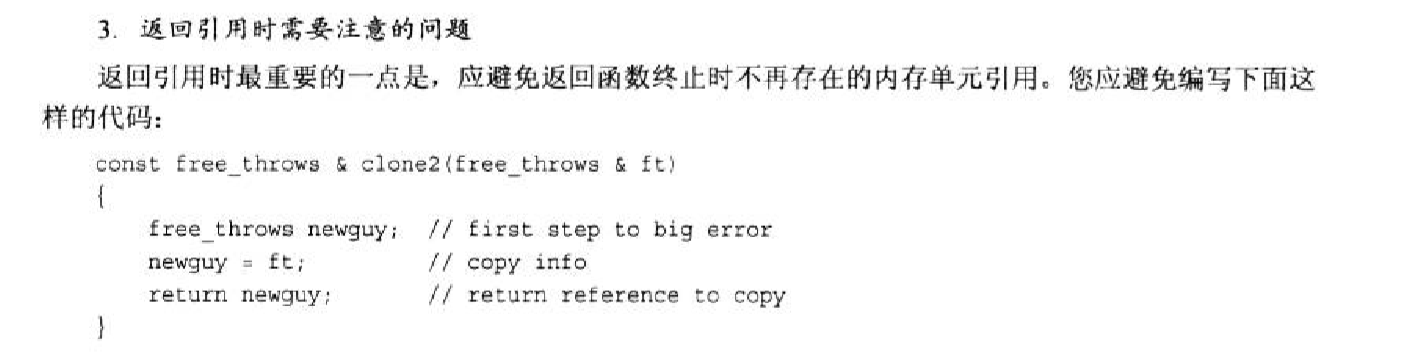 3. 返回引用时需要注意的问题
返回引用时最重要的一点是，应避免返回函数终止时不再存在的内存单元引用。您应避免编写下面这
样的代码：
const free_throws & clone2(free_throws & ft)
{
    free_throws newguy;  // first step to big error
    newguy = ft;         // copy info
    return newguy;       // return reference to copy
}